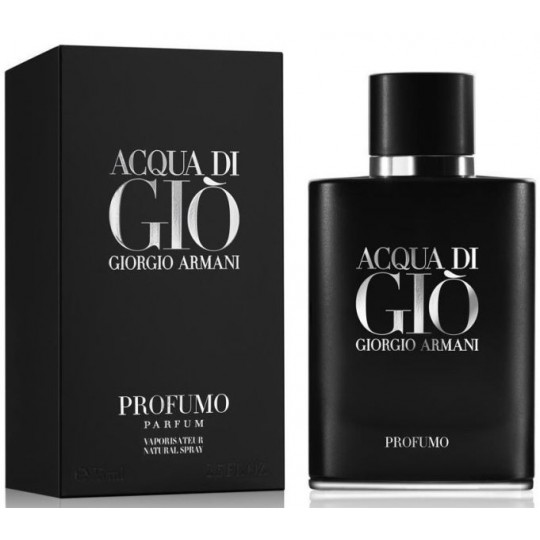 ACQUA DI
GIÒ
GIORGIO ARMANI
PROFUMO
PARFUM
VAPORISATEUR
NATURAL SPRAY
ACQUA DI
GIÒ
GIORGIO ARMANI
PROFUMO